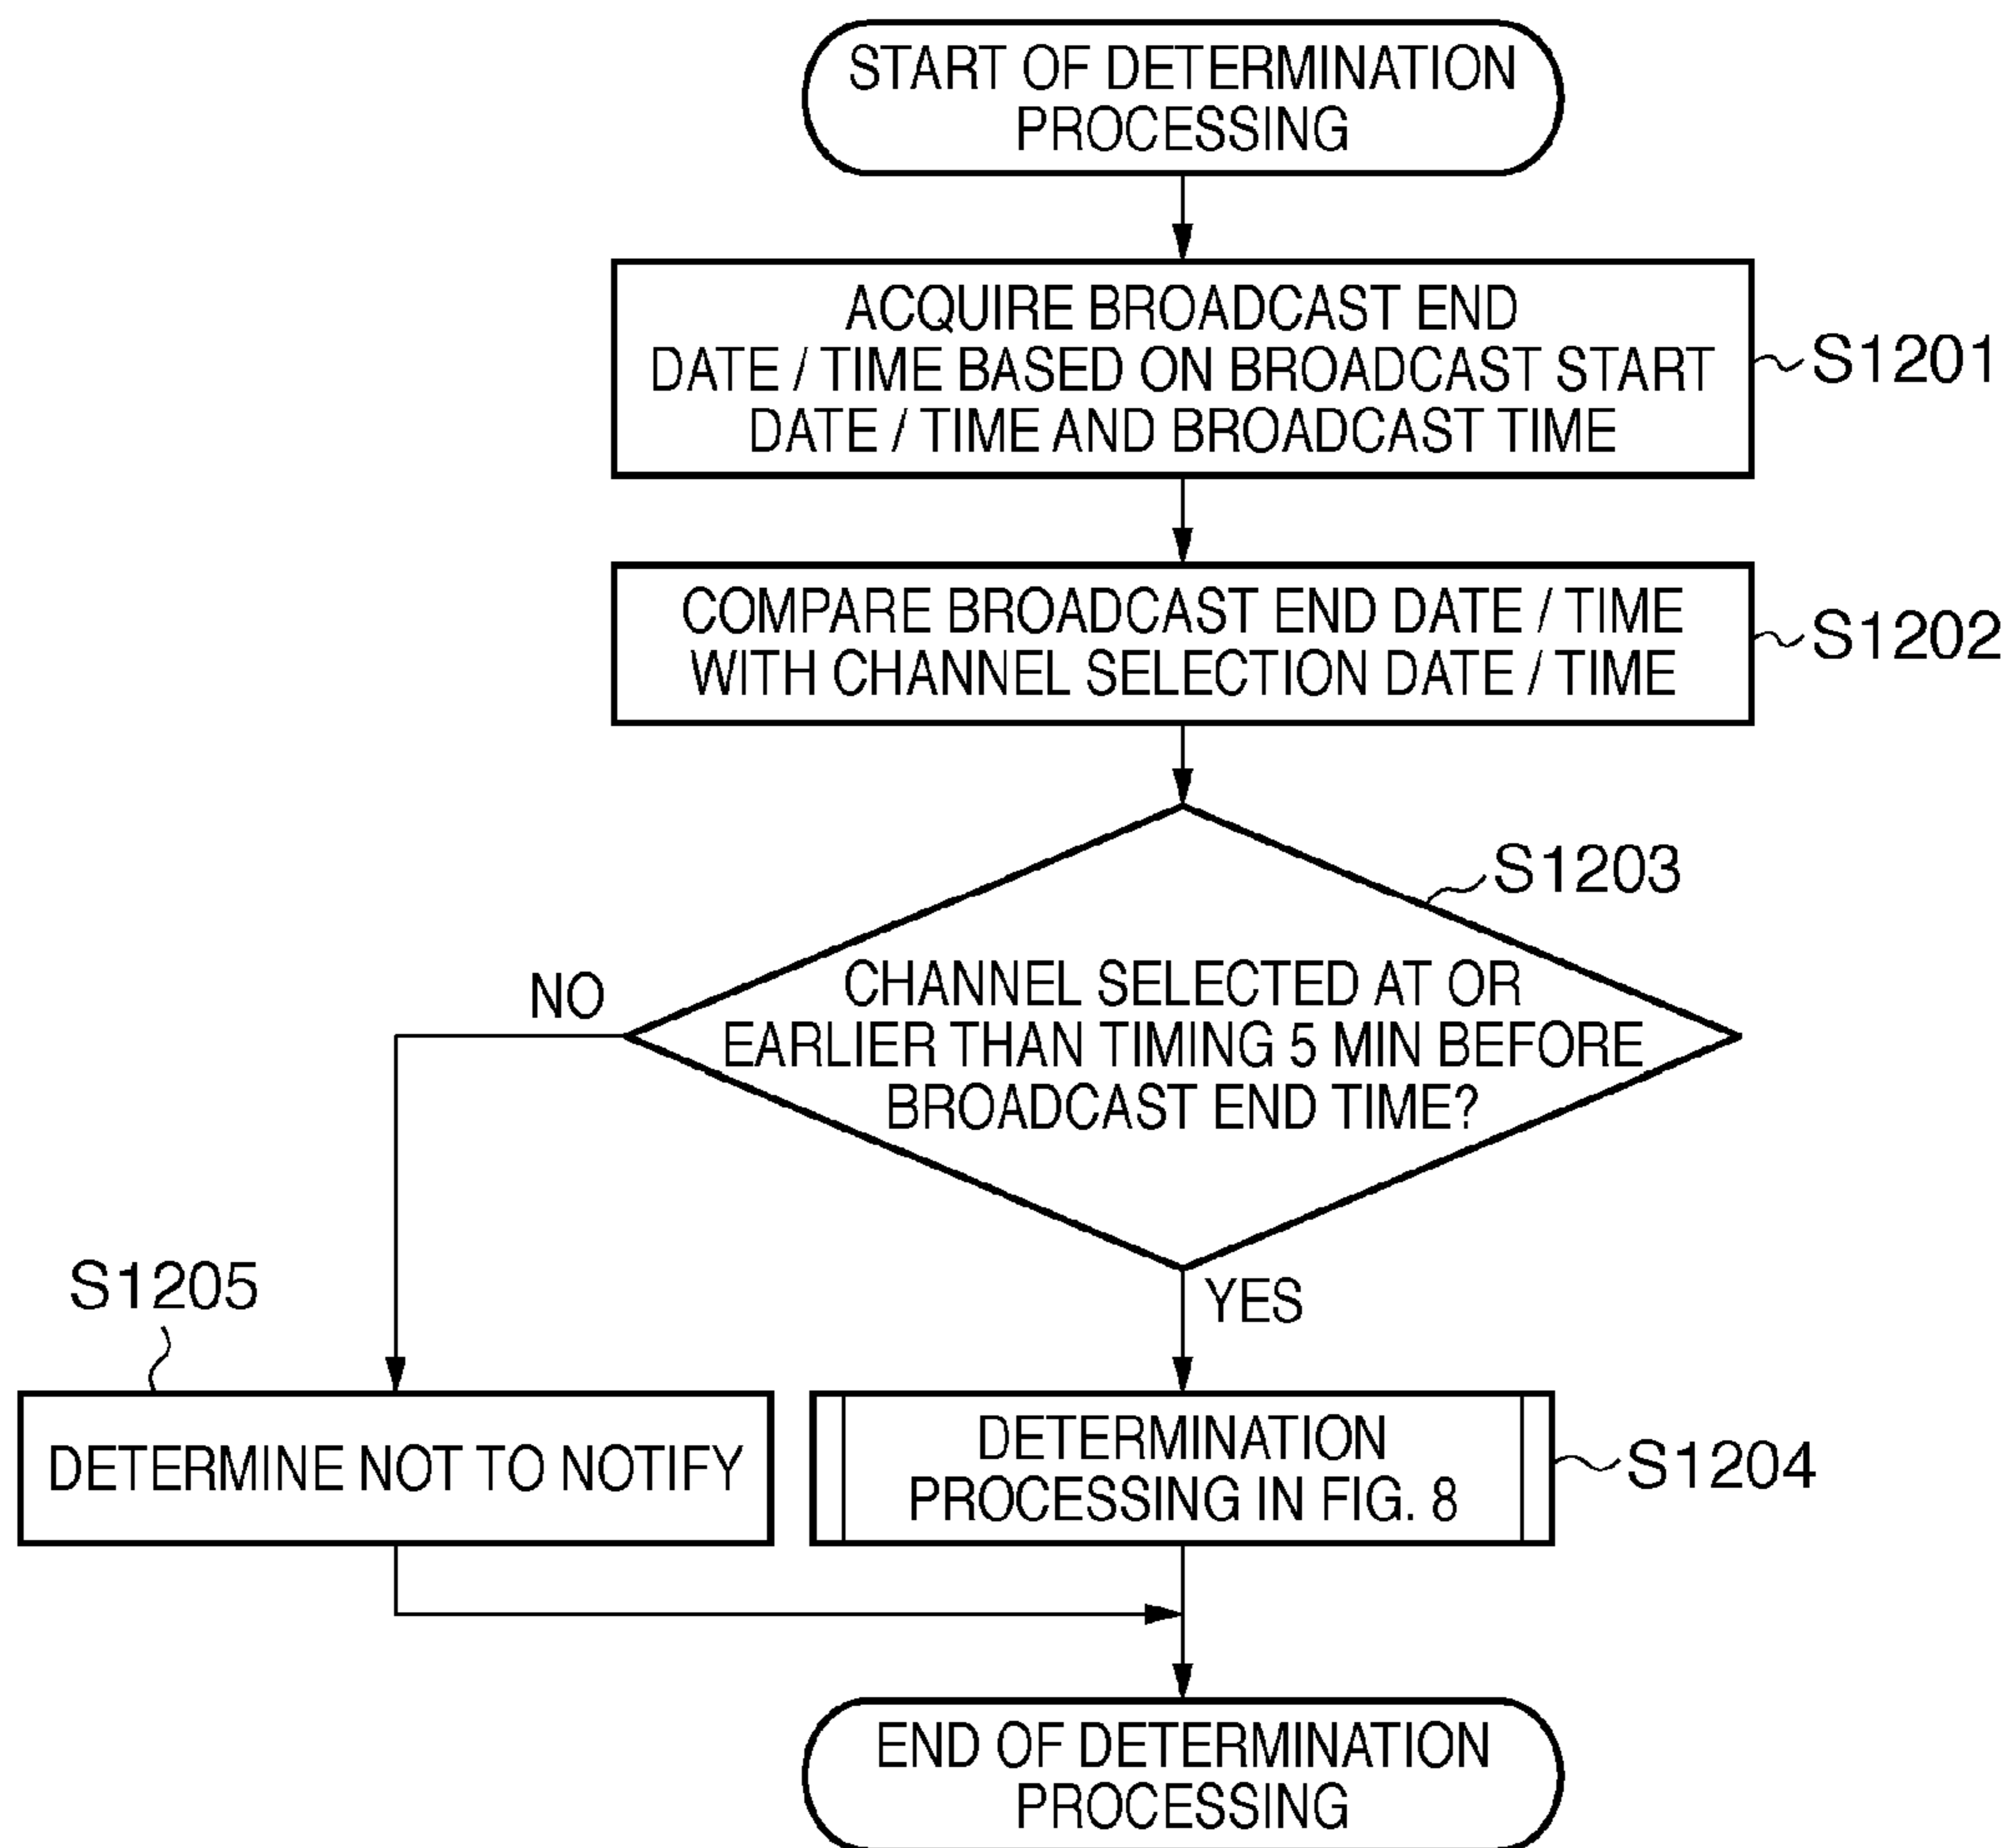 START OF DETERMINATION
PROCESSING
ACQUIRE BROADCAST END
DATE / TIME BASED ON BROADCAST START
DATE / TIME AND BROADCAST TIME
S1201
COMPARE BROADCAST END DATE / TIME
WITH CHANNEL SELECTION DATE / TIME
S1202
S1203
CHANNEL SELECTED AT OR
EARLIER THAN TIMING 5 MIN BEFORE
BROADCAST END TIME?
NO
YES
S1205
DETERMINE NOT TO NOTIFY
DETERMINATION
PROCESSING IN FIG. 8
S1204
END OF DETERMINATION
PROCESSING